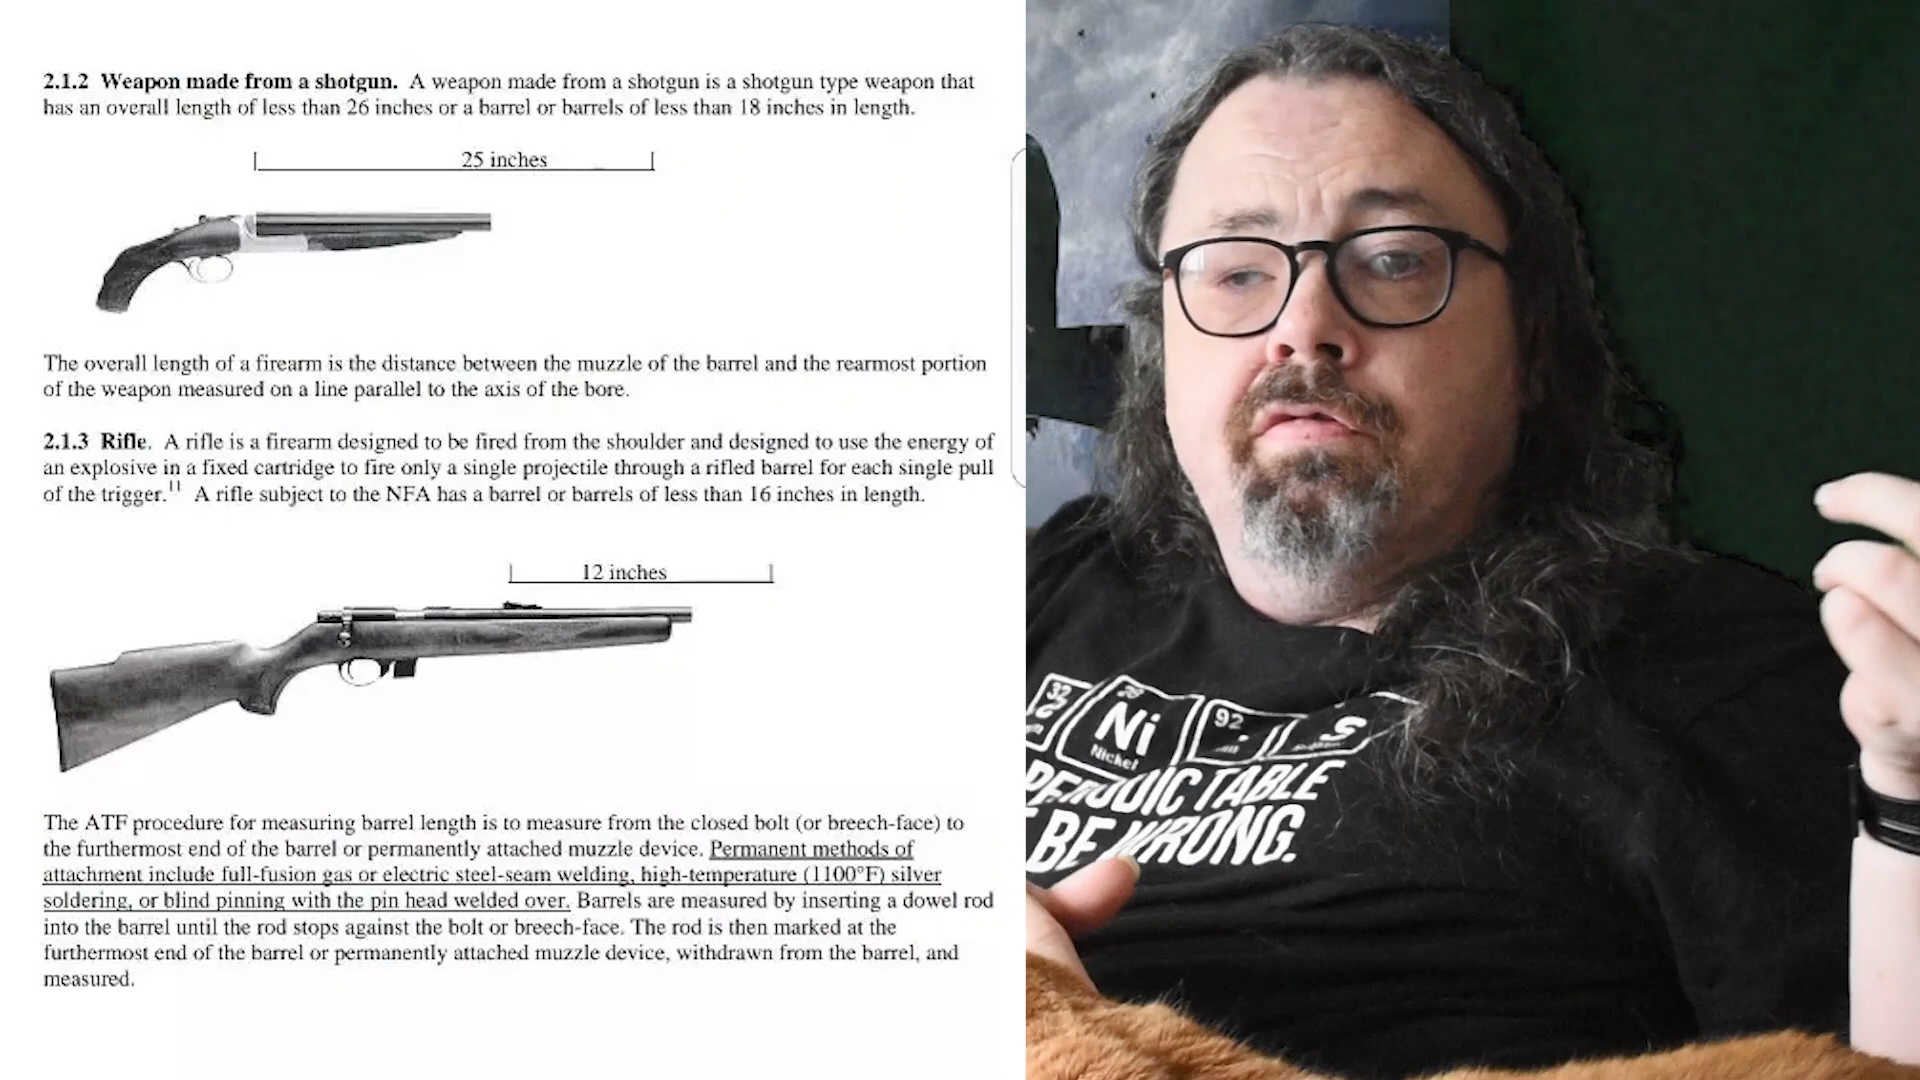 2.1.2 Weapon made from a shotgun. A weapon made from a shotgun is a shotgun type weapon that
has an overall length of less than 26 inches or a barrel or barrels of less than 18 inches in length.
25 inches
The overall length of a firearm is the distance between the muzzle of the barrel and the rearmost portion
of the weapon measured on a line parallel to the axis of the bore.
2.1.3 Rifle. A rifle is a firearm designed to be fired from the shoulder and designed to use the energy of
an explosive in a fixed cartridge to fire only a single projectile through a rifled barrel for each single pull
of the trigger.11 A rifle subject to the NFA has a barrel or barrels of less than 16 inches in length.
12 inches
The ATF procedure for measuring barrel length is to measure from the closed bolt (or breech-face) to
the furthermost end of the barrel or permanently attached muzzle device. Permanent methods of
attachment include full-fusion gas or electric steel-seam welding, high-temperature (1100°F) silver
soldering, or blind pinning with the pin head welded over. Barrels are measured by inserting a dowel rod
into the barrel until the rod stops against the bolt or breech-face. The rod is then marked at the
furthermost end of the barrel or permanently attached muzzle device, withdrawn from the barrel, and
measured.
32 28 92
Ni S
Nickel
PERIODIC TABLE
BE WRONG.